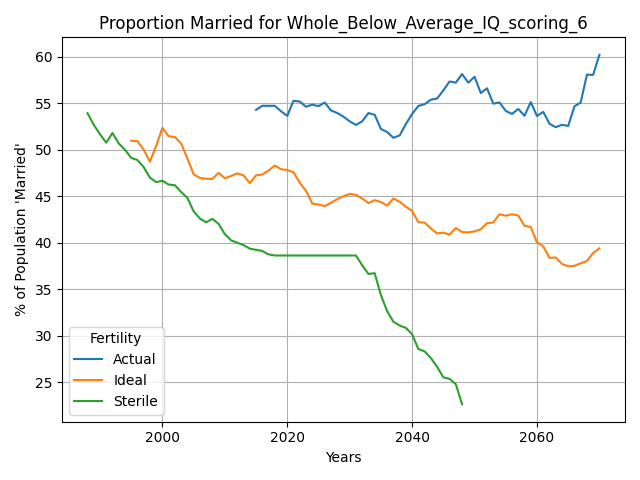 Proportion Married for Whole_Below_Average_IQ_scoring_6
% of Population 'Married'
60
55
50
45
40
35
30
25
Fertility
Actual
Ideal
Sterile
2000 2020 2040 2060
Years